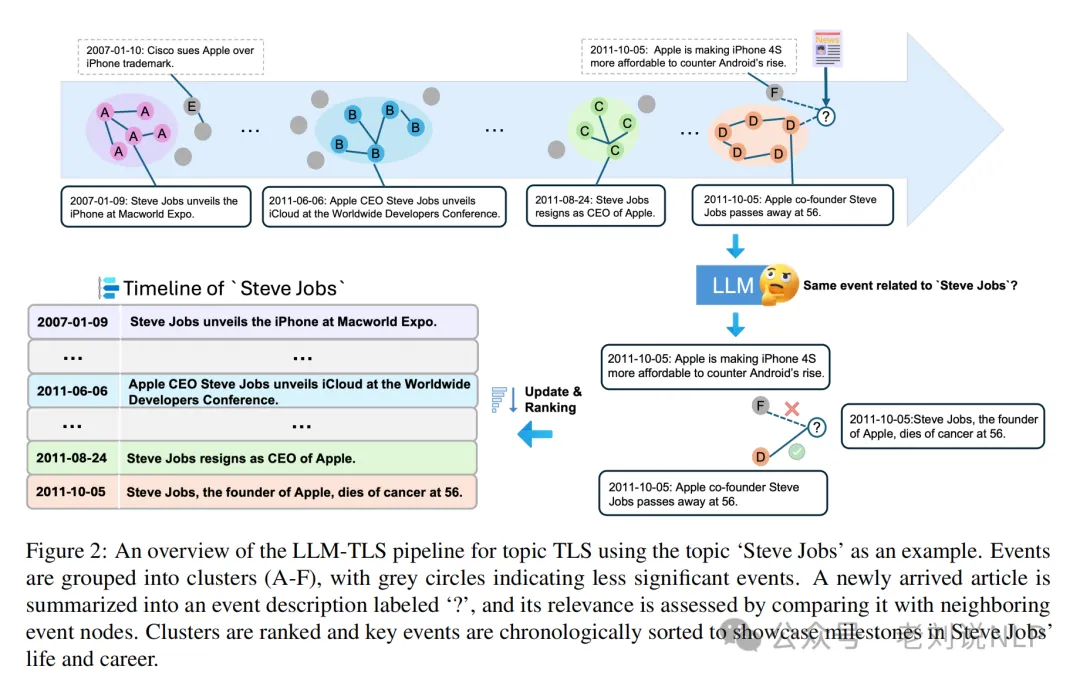 2007-01-10: Cisco sues Apple over
iPhone trademark.
2011-10-05: Apple is making iPhone 4S
more affordable to counter Android's rise.
News
A
A
A
A
A
E
...
B
B
B
B
B
...
C
C
C
C
...
D
D
D
D
D
F
?
2007-01-09: Steve Jobs unveils the
iPhone at Macworld Expo.
2011-06-06: Apple CEO Steve Jobs unveils
iCloud at the Worldwide Developers Conference.
2011-08-24: Steve Jobs
resigns as CEO of Apple.
2011-10-05: Apple co-founder Steve
Jobs passes away at 56.
LLM
Same event related to `Steve Jobs`?
Timeline of `Steve Jobs`
2007-01-09 Steve Jobs unveils the iPhone at Macworld Expo.
... ...
2011-06-06 Apple CEO Steve Jobs unveils iCloud at the Worldwide
Developers Conference.
... ...
2011-08-24 Steve Jobs resigns as CEO of Apple.
2011-10-05 Steve Jobs, the founder of Apple, dies of cancer at 56.
Update &
Ranking
2011-10-05: Apple is making iPhone 4S
more affordable to counter Android's rise.
F
?
D
2011-10-05:Steve Jobs, the founder
of Apple, dies of cancer at 56.
2011-10-05: Apple co-founder Steve
Jobs passes away at 56.
Figure 2: An overview of the LLM-TLS pipeline for topic TLS using the topic ‘Steve Jobs’ as an example. Events
are grouped into clusters (A-F), with grey circles indicating less significant events. A newly arrived article is
summarized into an event description labeled ‘?’, and its relevance is assessed by comparing it with neighboring
event nodes. Clusters are ranked and key events are chronologically sorted to showcase milestones in Steve Jobs’
life and career.
公众号 · 老刘说NLP